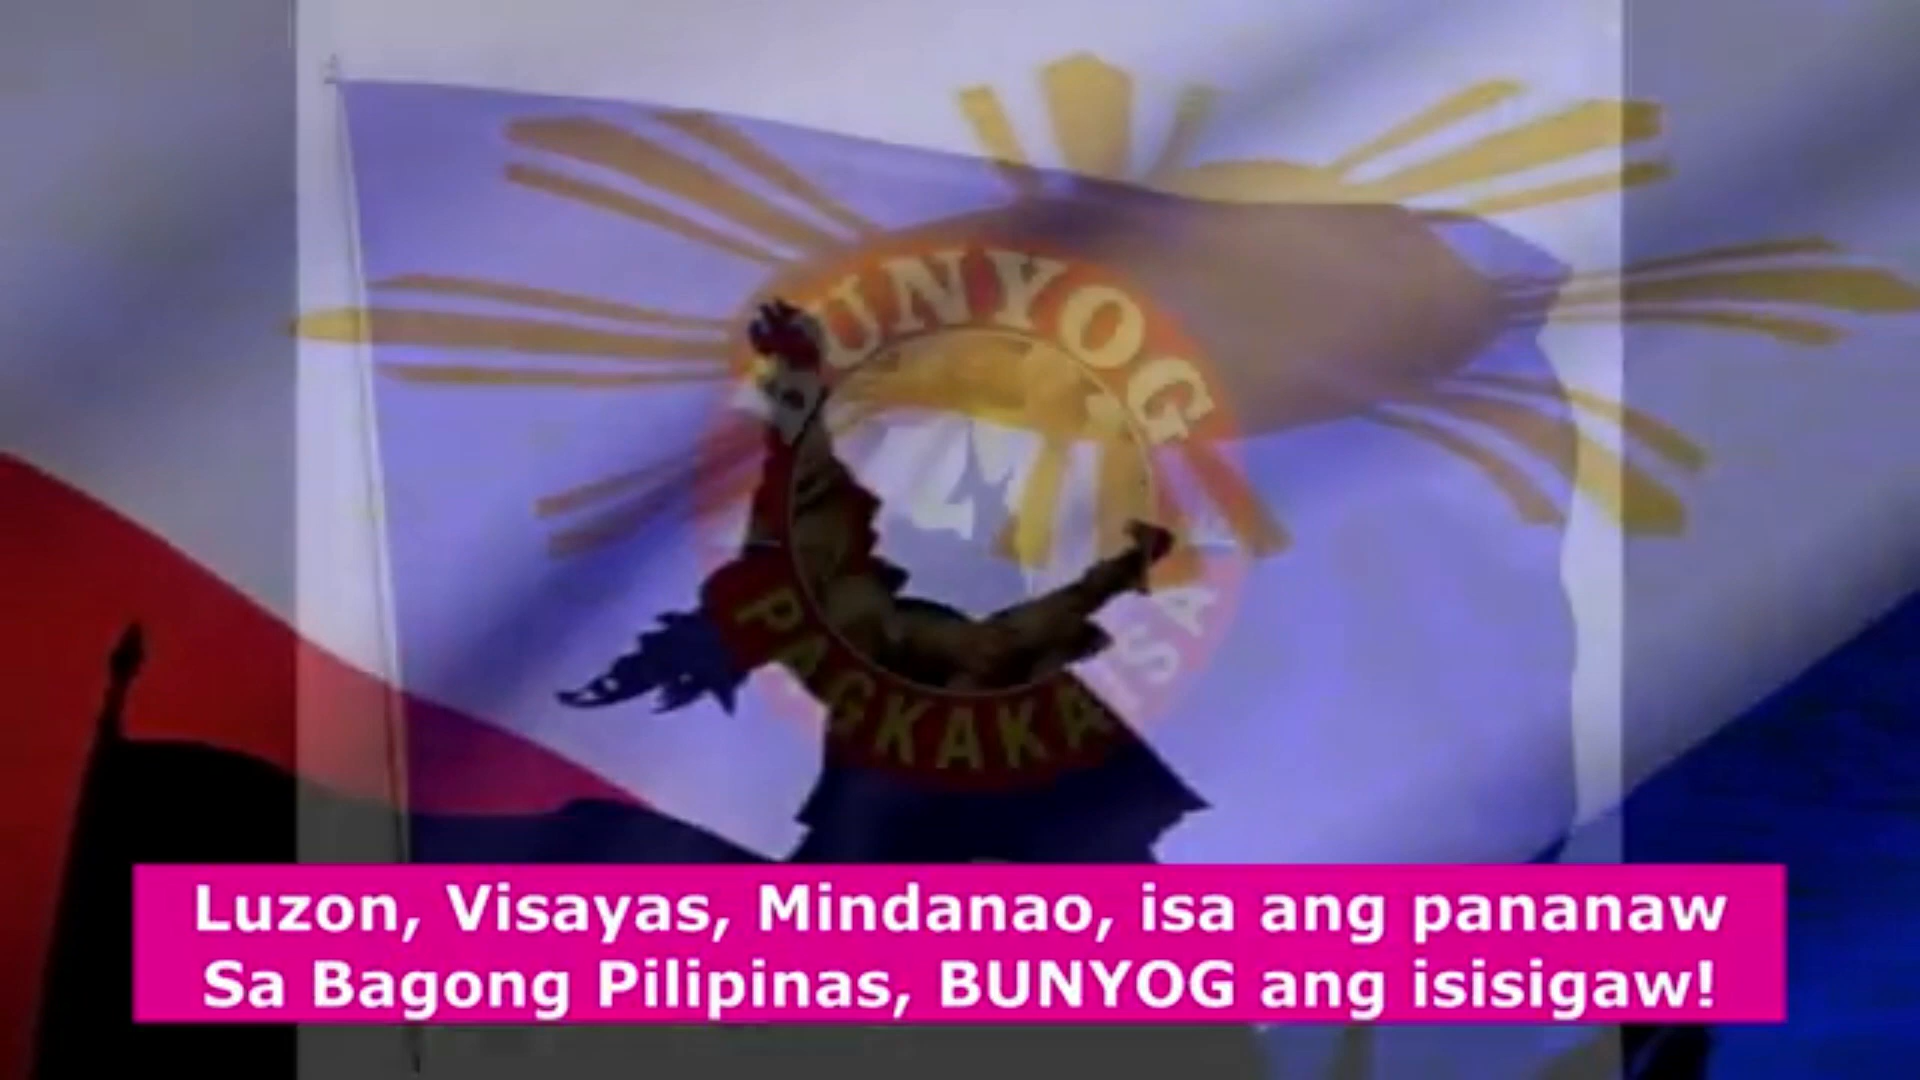 BUNYOG
PAGKAKAISA
Luzon, Visayas, Mindanao, isa ang pananaw
Sa Bagong Pilipinas, BUNYOG ang isisigaw!